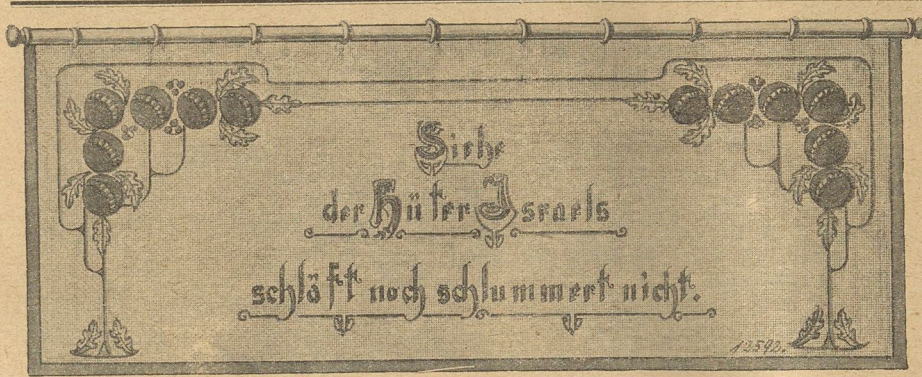 Siehe
der Hüter Israels
schläft noch schlummert nicht.
12592.